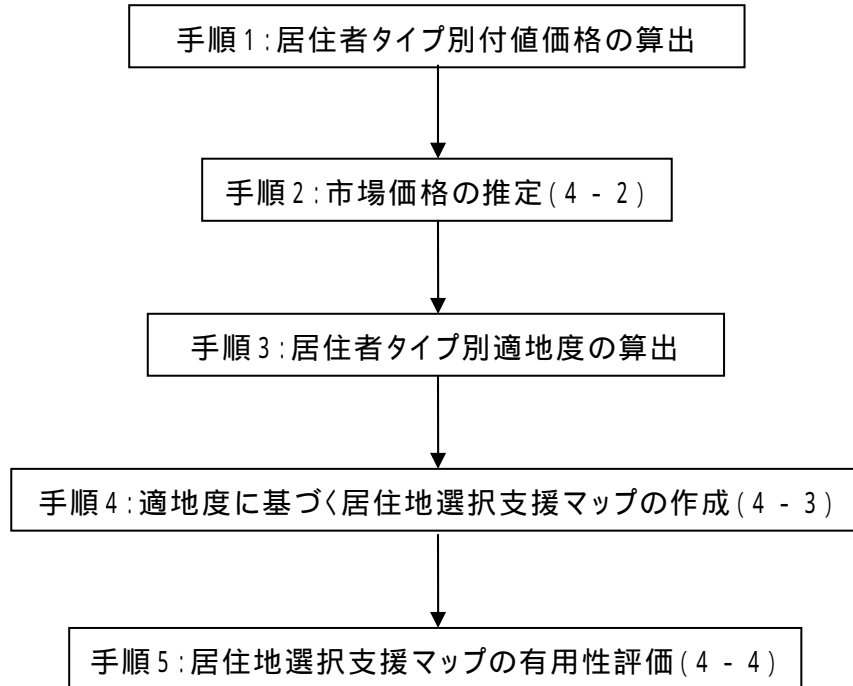 手順1:居住者タイプ別付値価格の算出
手順2:市場価格の推定(4-2)
手順3:居住者タイプ別適地度の算出
手順4:適地度に基づく居住地選択支援マップの作成(4-3)
手順5:居住地選択支援マップの有用性評価(4-4)